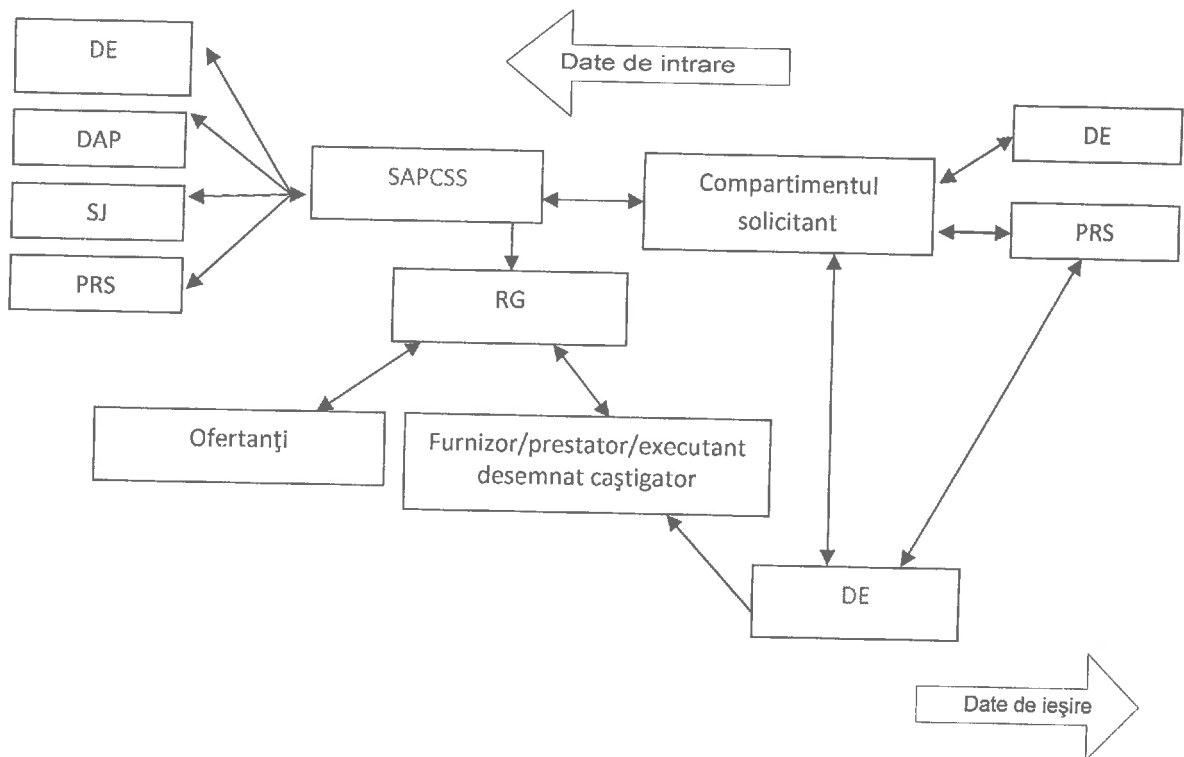 DE
Date de intrare
DAP
SAPCSS
Compartimentul
solicitant
DE
SJ
PRS
PRS
RG
Ofertanţi
Furnizor/prestator/executant
desemnat caştigator
DE
Date de ieşire